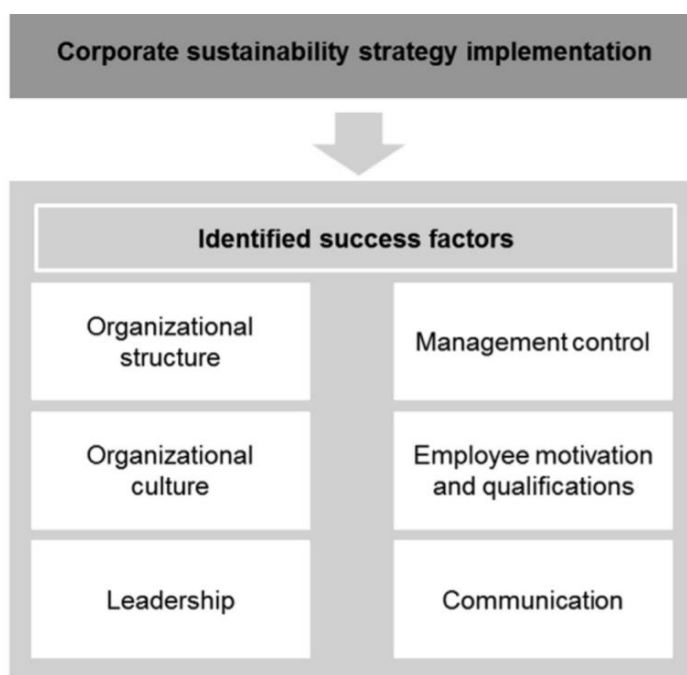 Corporate sustainability strategy implementation
Identified success factors
Organizational
structure
Management control
Organizational
culture
Employee motivation
and qualifications
Leadership
Communication